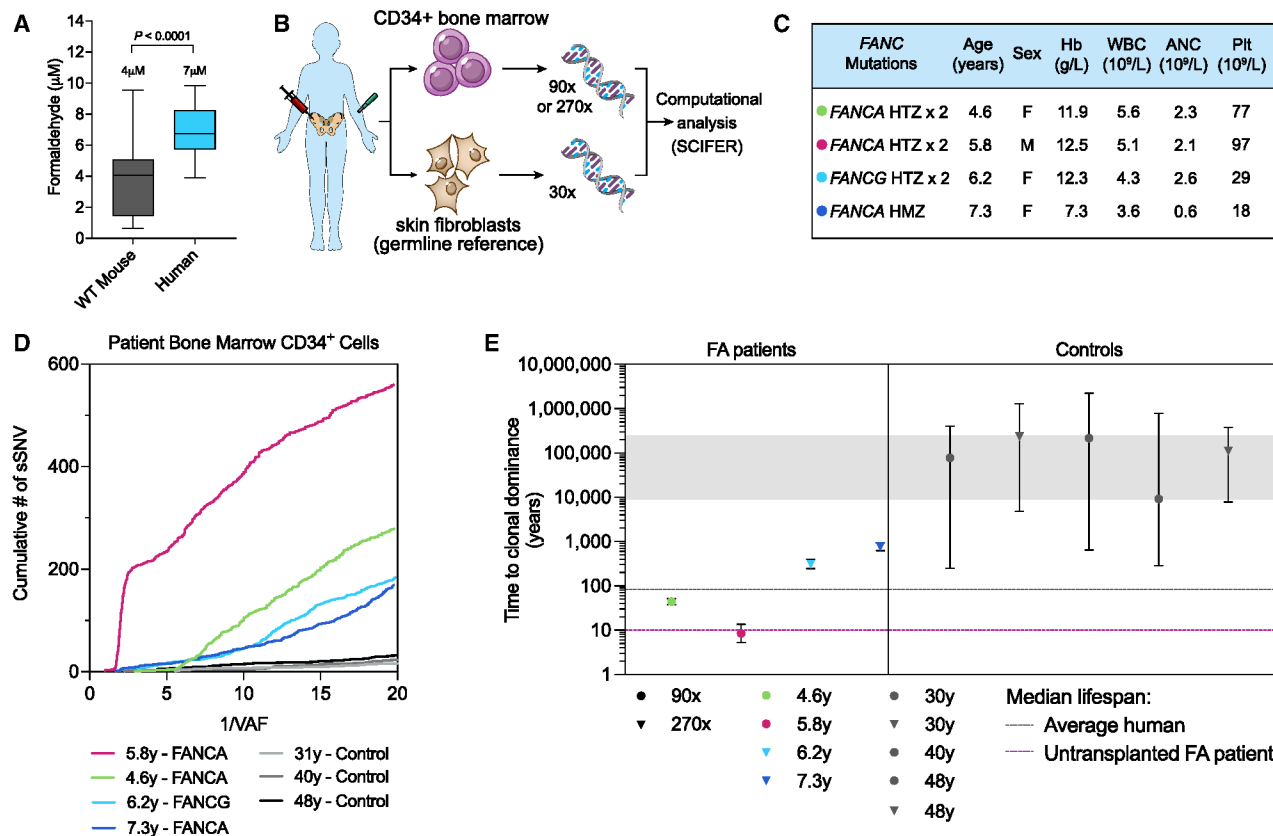 A
14
12
10
8
6
4
2
0
Formaldehyde (µM)
P < 0.0001
4µM
7µM
WT Mouse
Human
B
CD34+ bone marrow
90x
or 270x
30x
skin fibroblasts
(germline reference)
Computational
analysis
(SCIFER)
C
FANC Mutations Age (years) Sex Hb (g/L) WBC (10⁹/L) ANC (10⁹/L) Plt (10⁹/L)
FANCA HTZ x 2 4.6 F 11.9 5.6 2.3 77
FANCA HTZ x 2 5.8 M 12.5 5.1 2.1 97
FANCG HTZ x 2 6.2 F 12.3 4.3 2.6 29
FANCA HMZ 7.3 F 7.3 3.6 0.6 18
D
Patient Bone Marrow CD34⁺ Cells
600
400
200
0
Cumulative # of sSNV
0 5 10 15 20
1/VAF
5.8y - FANCA
4.6y - FANCA
6.2y - FANCG
7.3y - FANCA
31y - Control
40y - Control
48y - Control
E
FA patients
Controls
10,000,000
1,000,000
100,000
10,000
1,000
100
10
1
Time to clonal dominance
(years)
90x
270x
4.6y
5.8y
6.2y
7.3y
30y
30y
40y
48y
48y
Median lifespan:
Average human
Untransplanted FA patient